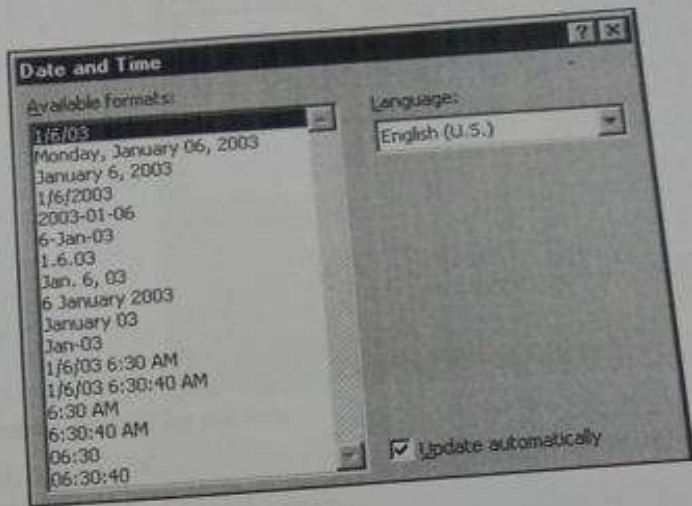 Date and Time
Available formats:
1/6/03
Monday, January 06, 2003
January 6, 2003
1/6/2003
2003-01-06
6-Jan-03
1.6.03
Jan. 6, 03
6 January 2003
January 03
Jan-03
1/6/03 6:30 AM
1/6/03 6:30:40 AM
6:30 AM
6:30:40 AM
06:30
06:30:40
Language:
English (U.S.)
Update automatically